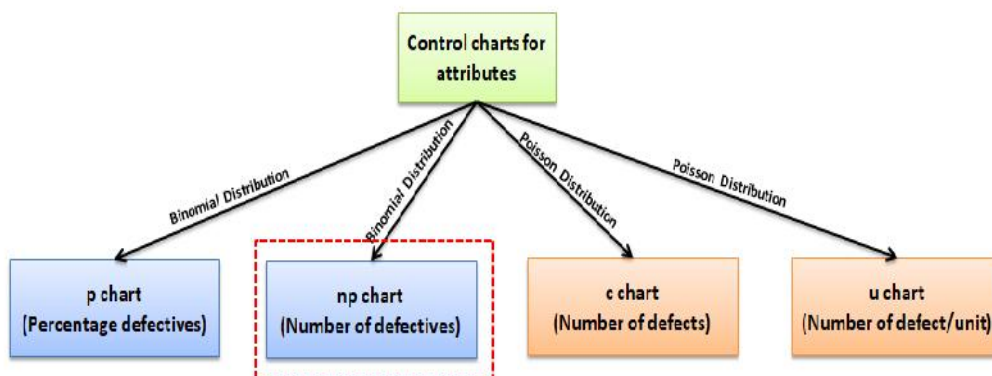 Control charts for
attributes
Binomial Distribution
Binomial Distribution
Poisson Distribution
Poisson Distribution
p chart
(Percentage defectives)
np chart
(Number of defectives)
c chart
(Number of defects)
u chart
(Number of defect/unit)